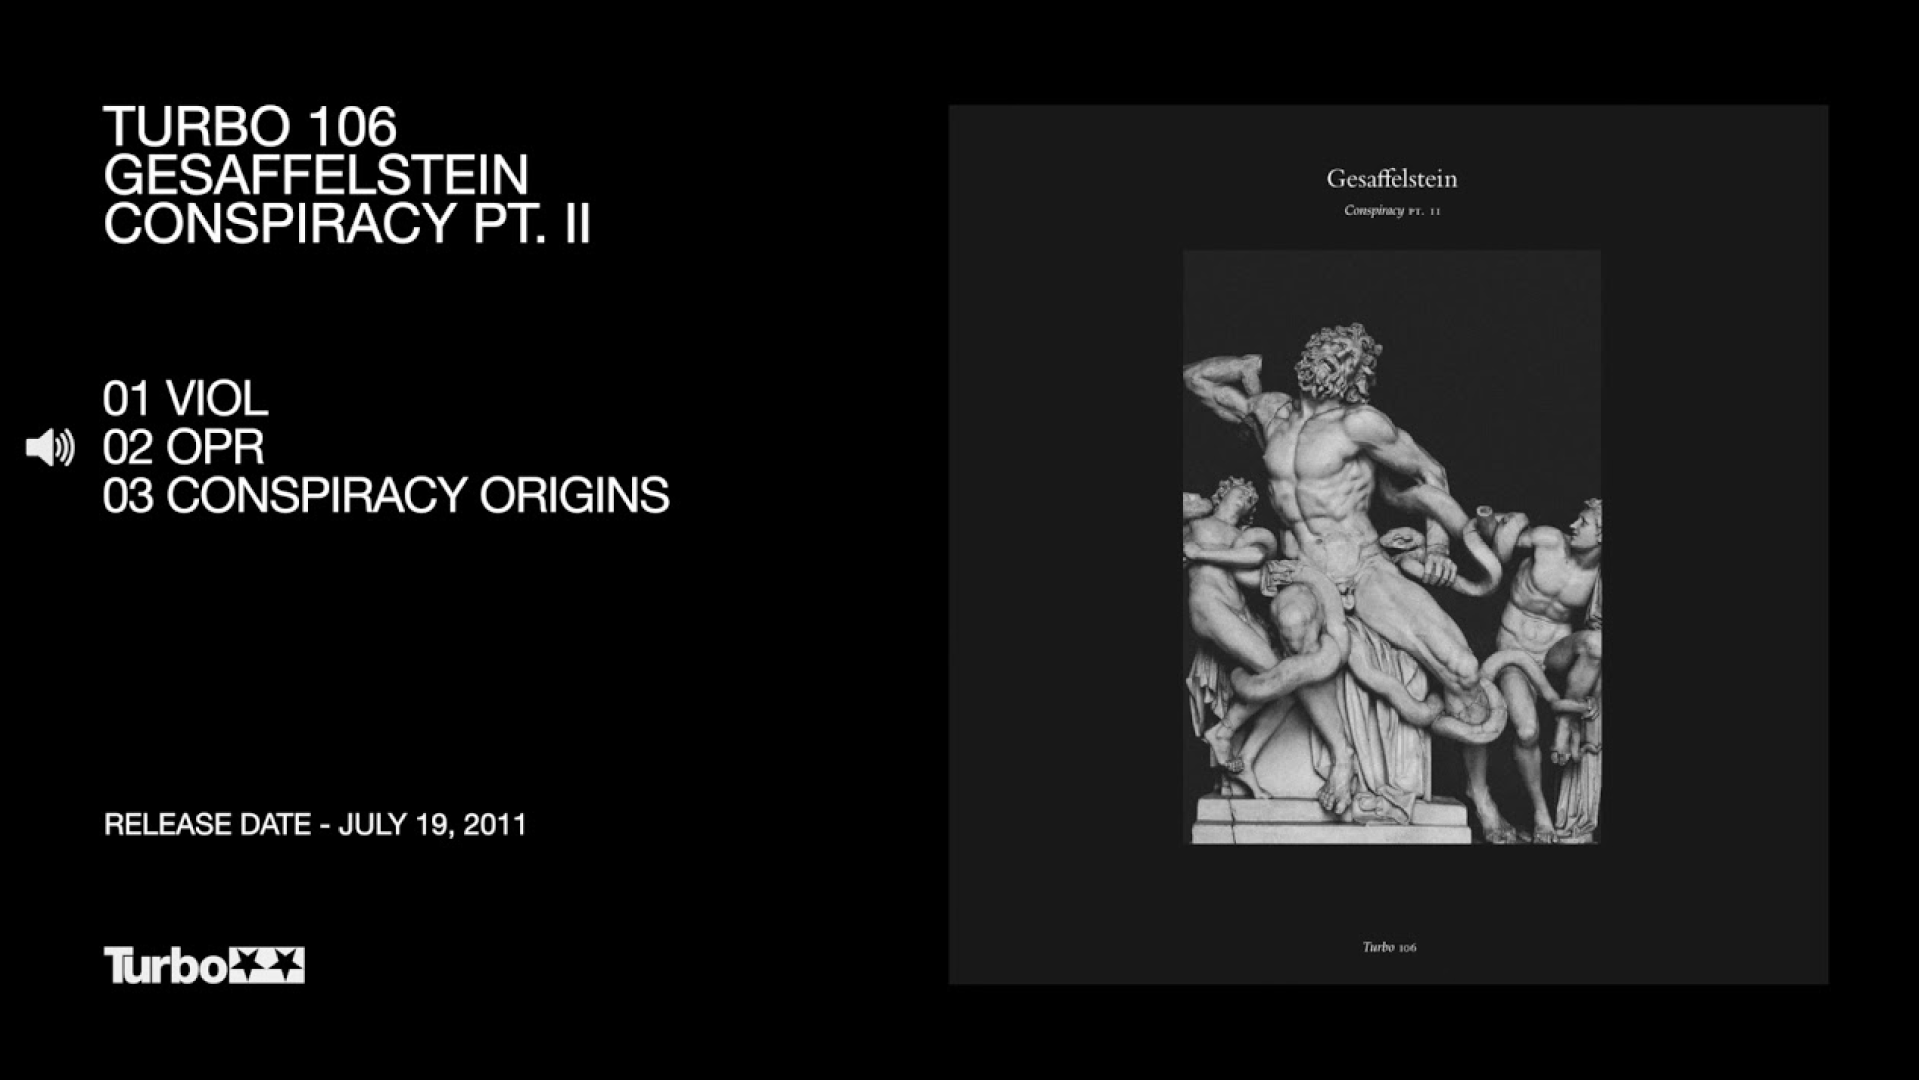 TURBO 106
GESAFFELSTEIN
CONSPIRACY PT. II
01 VIOL
02 OPR
03 CONSPIRACY ORIGINS
RELEASE DATE - JULY 19, 2011
Turbo
Gesaffelstein
Conspiracy PT. II
Turbo 106